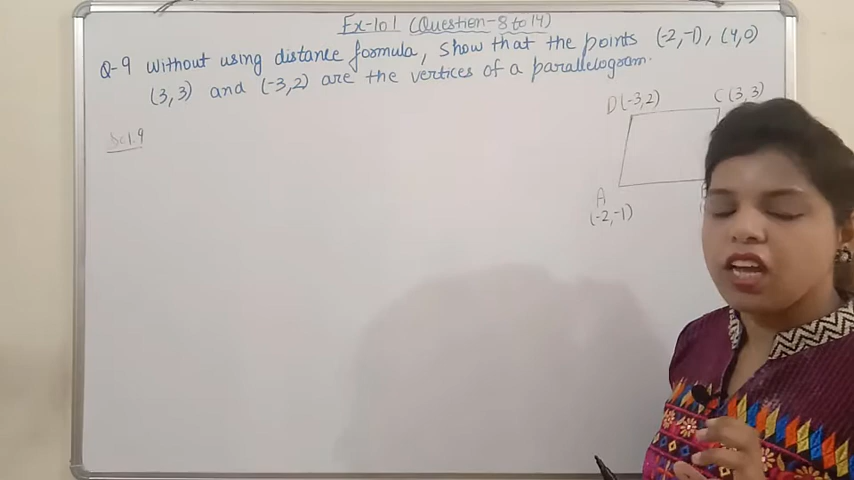 Ex-10.1 (Question-8 to 14)
Q-9 without using distance formula, show that the points (-2,-1), (4,0)
(3,3) and (-3,2) are the vertices of a parallelogram.
D(-3,2) C(3,3)
Sol.9
A
(-2,-1)